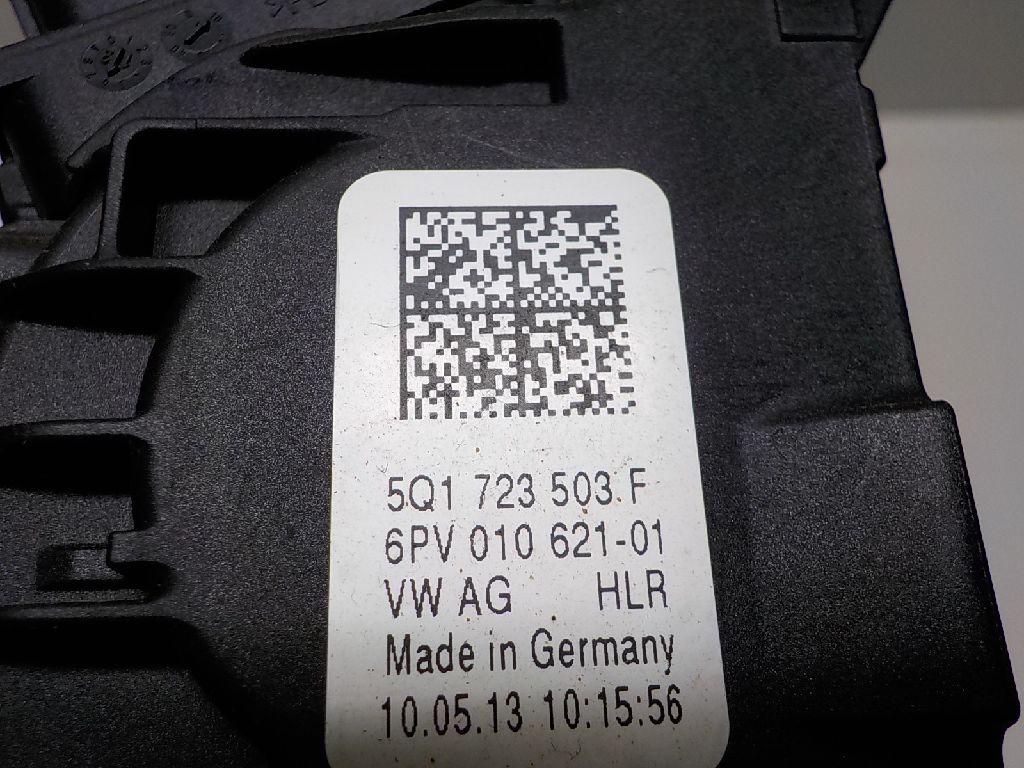 5Q1 723 503 F
6PV 010 621-01
VW AG HLR
Made in Germany
10.05.13 10:15:56